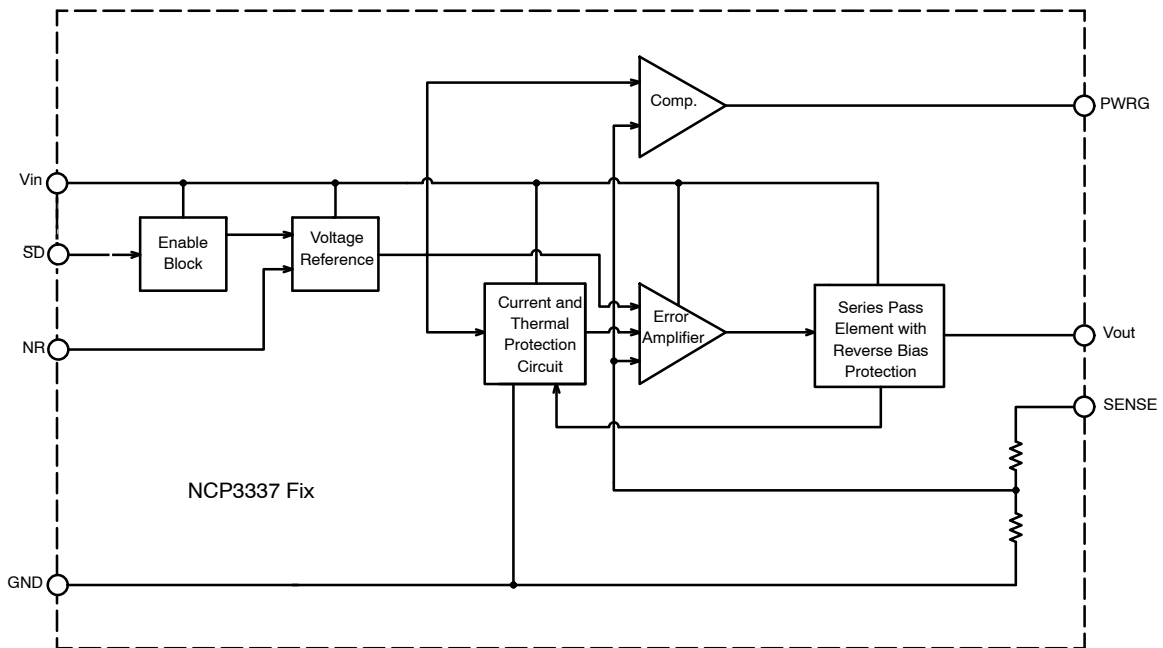 Comp.
PWRG
Vin
S̅D̅
Enable
Block
Voltage
Reference
NR
Current and
Thermal
Protection
Circuit
Error
Amplifier
Series Pass
Element with
Reverse Bias
Protection
Vout
SENSE
NCP3337 Fix
GND